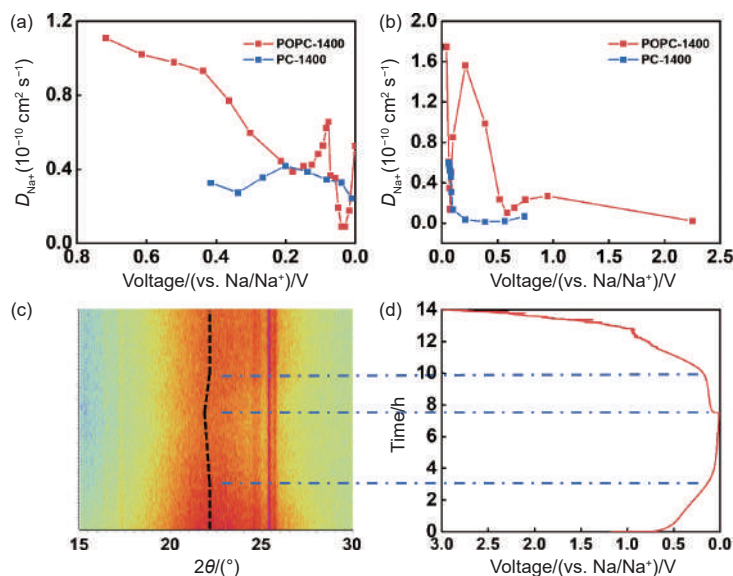 (a)
1.2
0.8
0.4
0.0
D_Na+ (10⁻¹⁰ cm² s⁻¹)
POPC-1400
PC-1400
0.8 0.6 0.4 0.2 0.0
Voltage/(vs. Na/Na⁺)/V
(b)
2.0
1.6
1.2
0.8
0.4
0.0
D_Na+ (10⁻¹⁰ cm² s⁻¹)
POPC-1400
PC-1400
0.0 0.5 1.0 1.5 2.0 2.5
Voltage/(vs. Na/Na⁺)/V
(c)
15 20 25 30
2θ/(°)
(d)
14
12
10
8
6
4
2
0
Time/h
3.0 2.5 2.0 1.5 1.0 0.5 0.0
Voltage/(vs. Na/Na⁺)/V